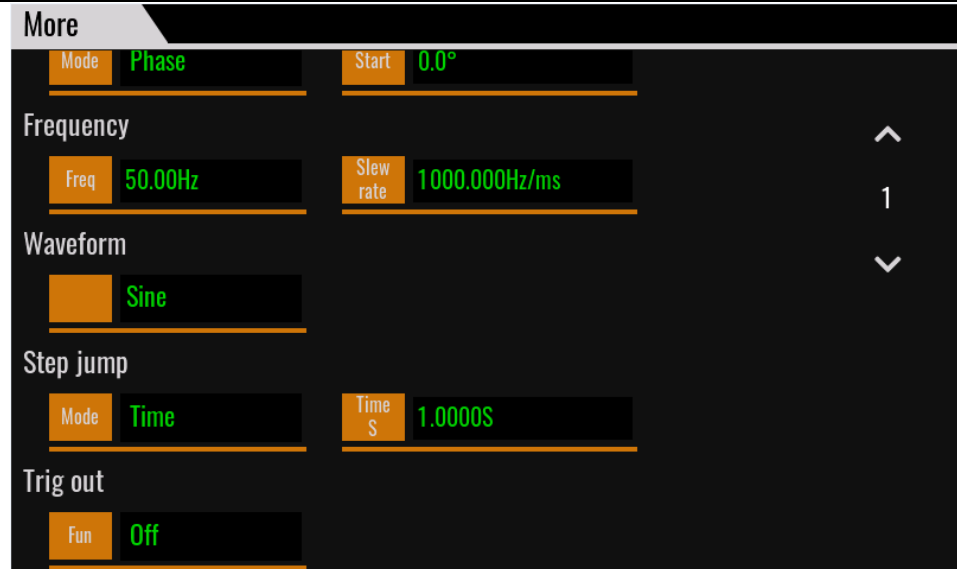 More
Mode Phase Start 0.0°
Frequency
Freq 50.00Hz Slew rate 1000.000Hz/ms
1
Waveform
Sine
Step jump
Mode Time Time S 1.0000S
Trig out
Fun Off